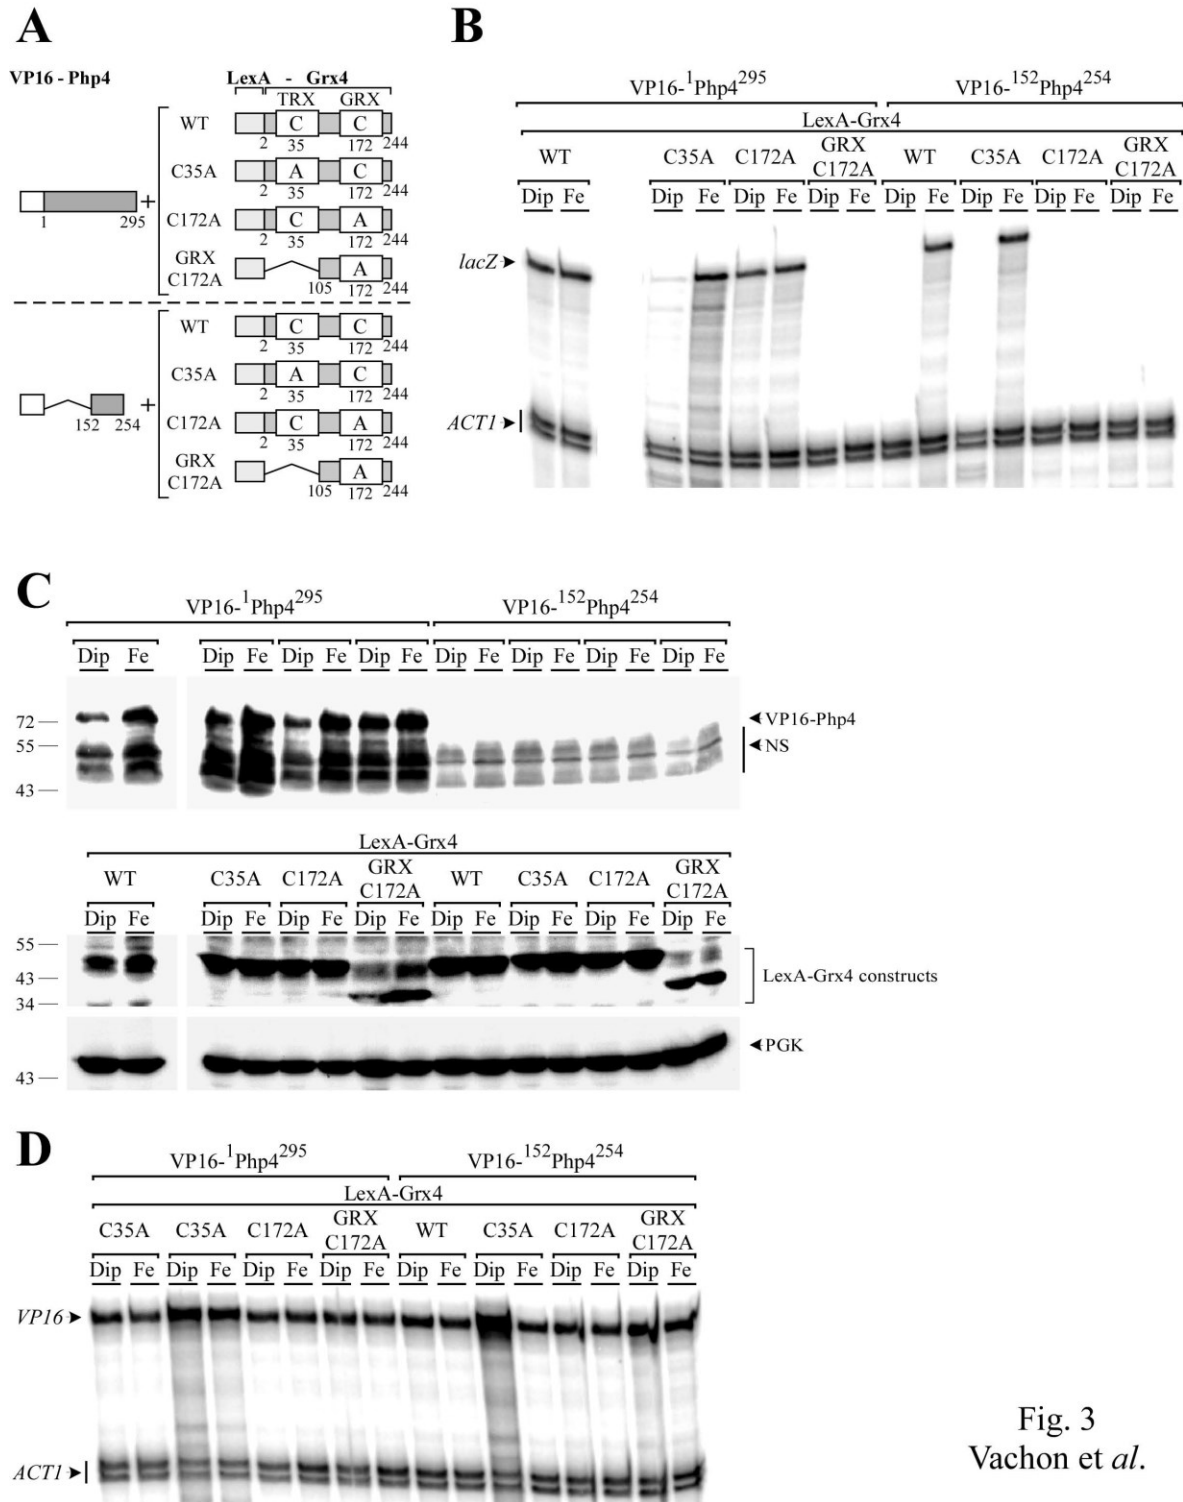 A
VP16 - Php4
LexA - Grx4
TRX GRX
WT C C
2 35 172 244
C35A A C
2 35 172 244
1 295 +
C172A C A
2 35 172 244
GRX C172A A
105 172 244
WT C C
2 35 172 244
C35A A C
2 35 172 244
152 254 +
C172A C A
2 35 172 244
GRX C172A A
105 172 244
B
VP16-1Php4295 VP16-152Php4254
LexA-Grx4
WT C35A C172A GRX C172A WT C35A C172A GRX C172A
Dip Fe Dip Fe Dip Fe Dip Fe Dip Fe Dip Fe Dip Fe Dip Fe
lacZ
ACT1
C
VP16-1Php4295 VP16-152Php4254
Dip Fe Dip Fe Dip Fe Dip Fe Dip Fe Dip Fe Dip Fe Dip Fe
72 VP16-Php4
55 NS
43
LexA-Grx4
WT C35A C172A GRX C172A WT C35A C172A GRX C172A
Dip Fe Dip Fe Dip Fe Dip Fe Dip Fe Dip Fe Dip Fe Dip Fe
55
43 LexA-Grx4 constructs
34
PGK
43
D
VP16-1Php4295 VP16-152Php4254
LexA-Grx4
C35A C35A C172A GRX C172A WT C35A C172A GRX C172A
Dip Fe Dip Fe Dip Fe Dip Fe Dip Fe Dip Fe Dip Fe Dip Fe
VP16
ACT1
Fig. 3
Vachon et al.